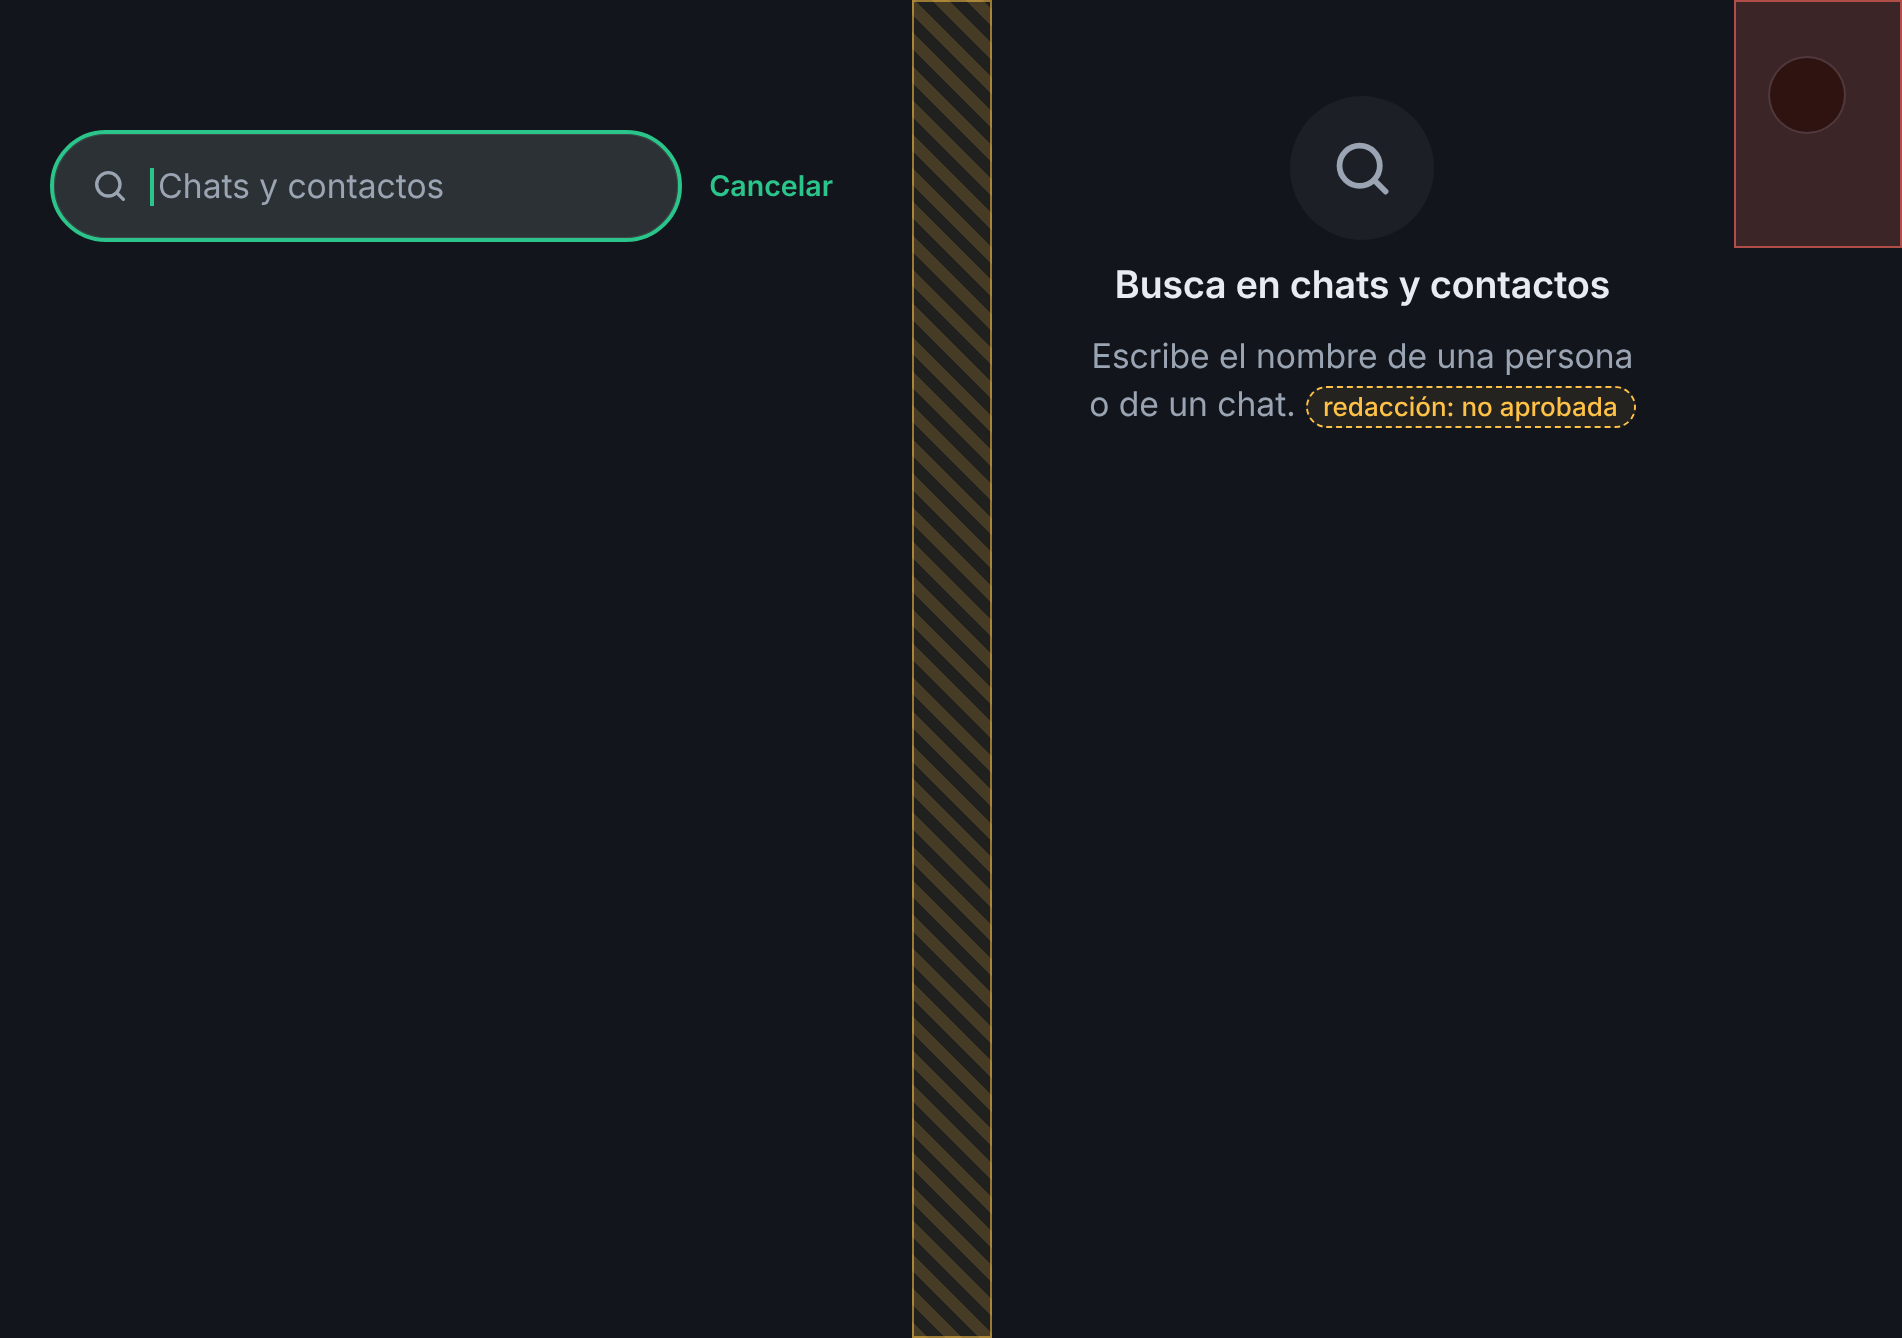 Chats y contactos
Cancelar
Busca en chats y contactos
Escribe el nombre de una persona
o de un chat. redacción: no aprobada